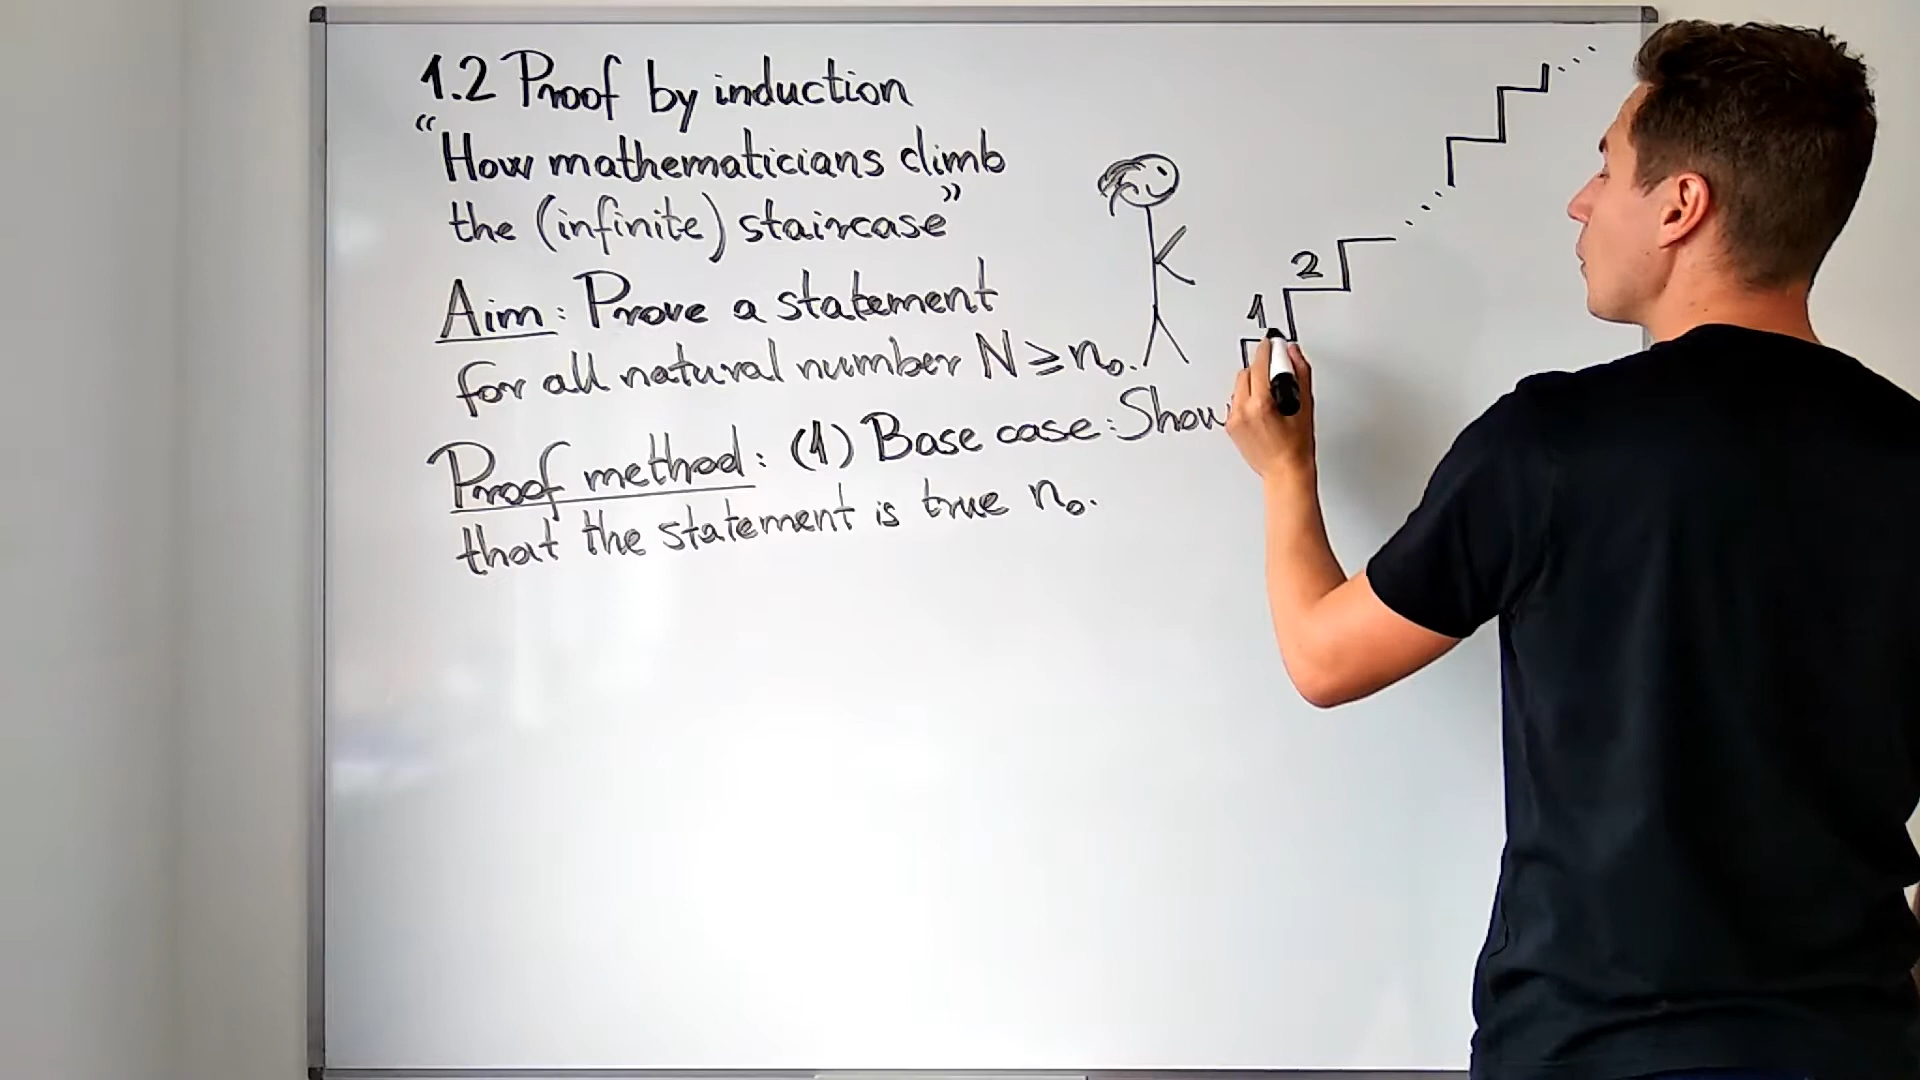 1.2 Proof by induction
“How mathematicians climb
the (infinite) staircase”
Aim: Prove a statement
for all natural number N ≥ n₀.
Proof method: (1) Base case: Show
that the statement is true n₀.
1
2